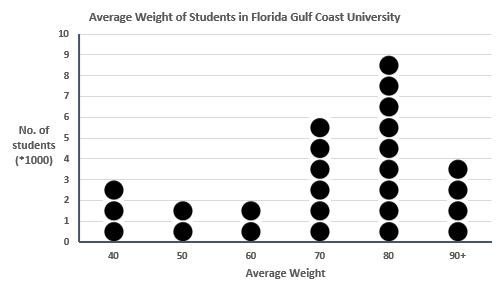 Average Weight of Students in Florida Gulf Coast University
10
9
8
7
6
5
4
3
2
1
0
No. of
students
(*1000)
40 50 60 70 80 90+
Average Weight